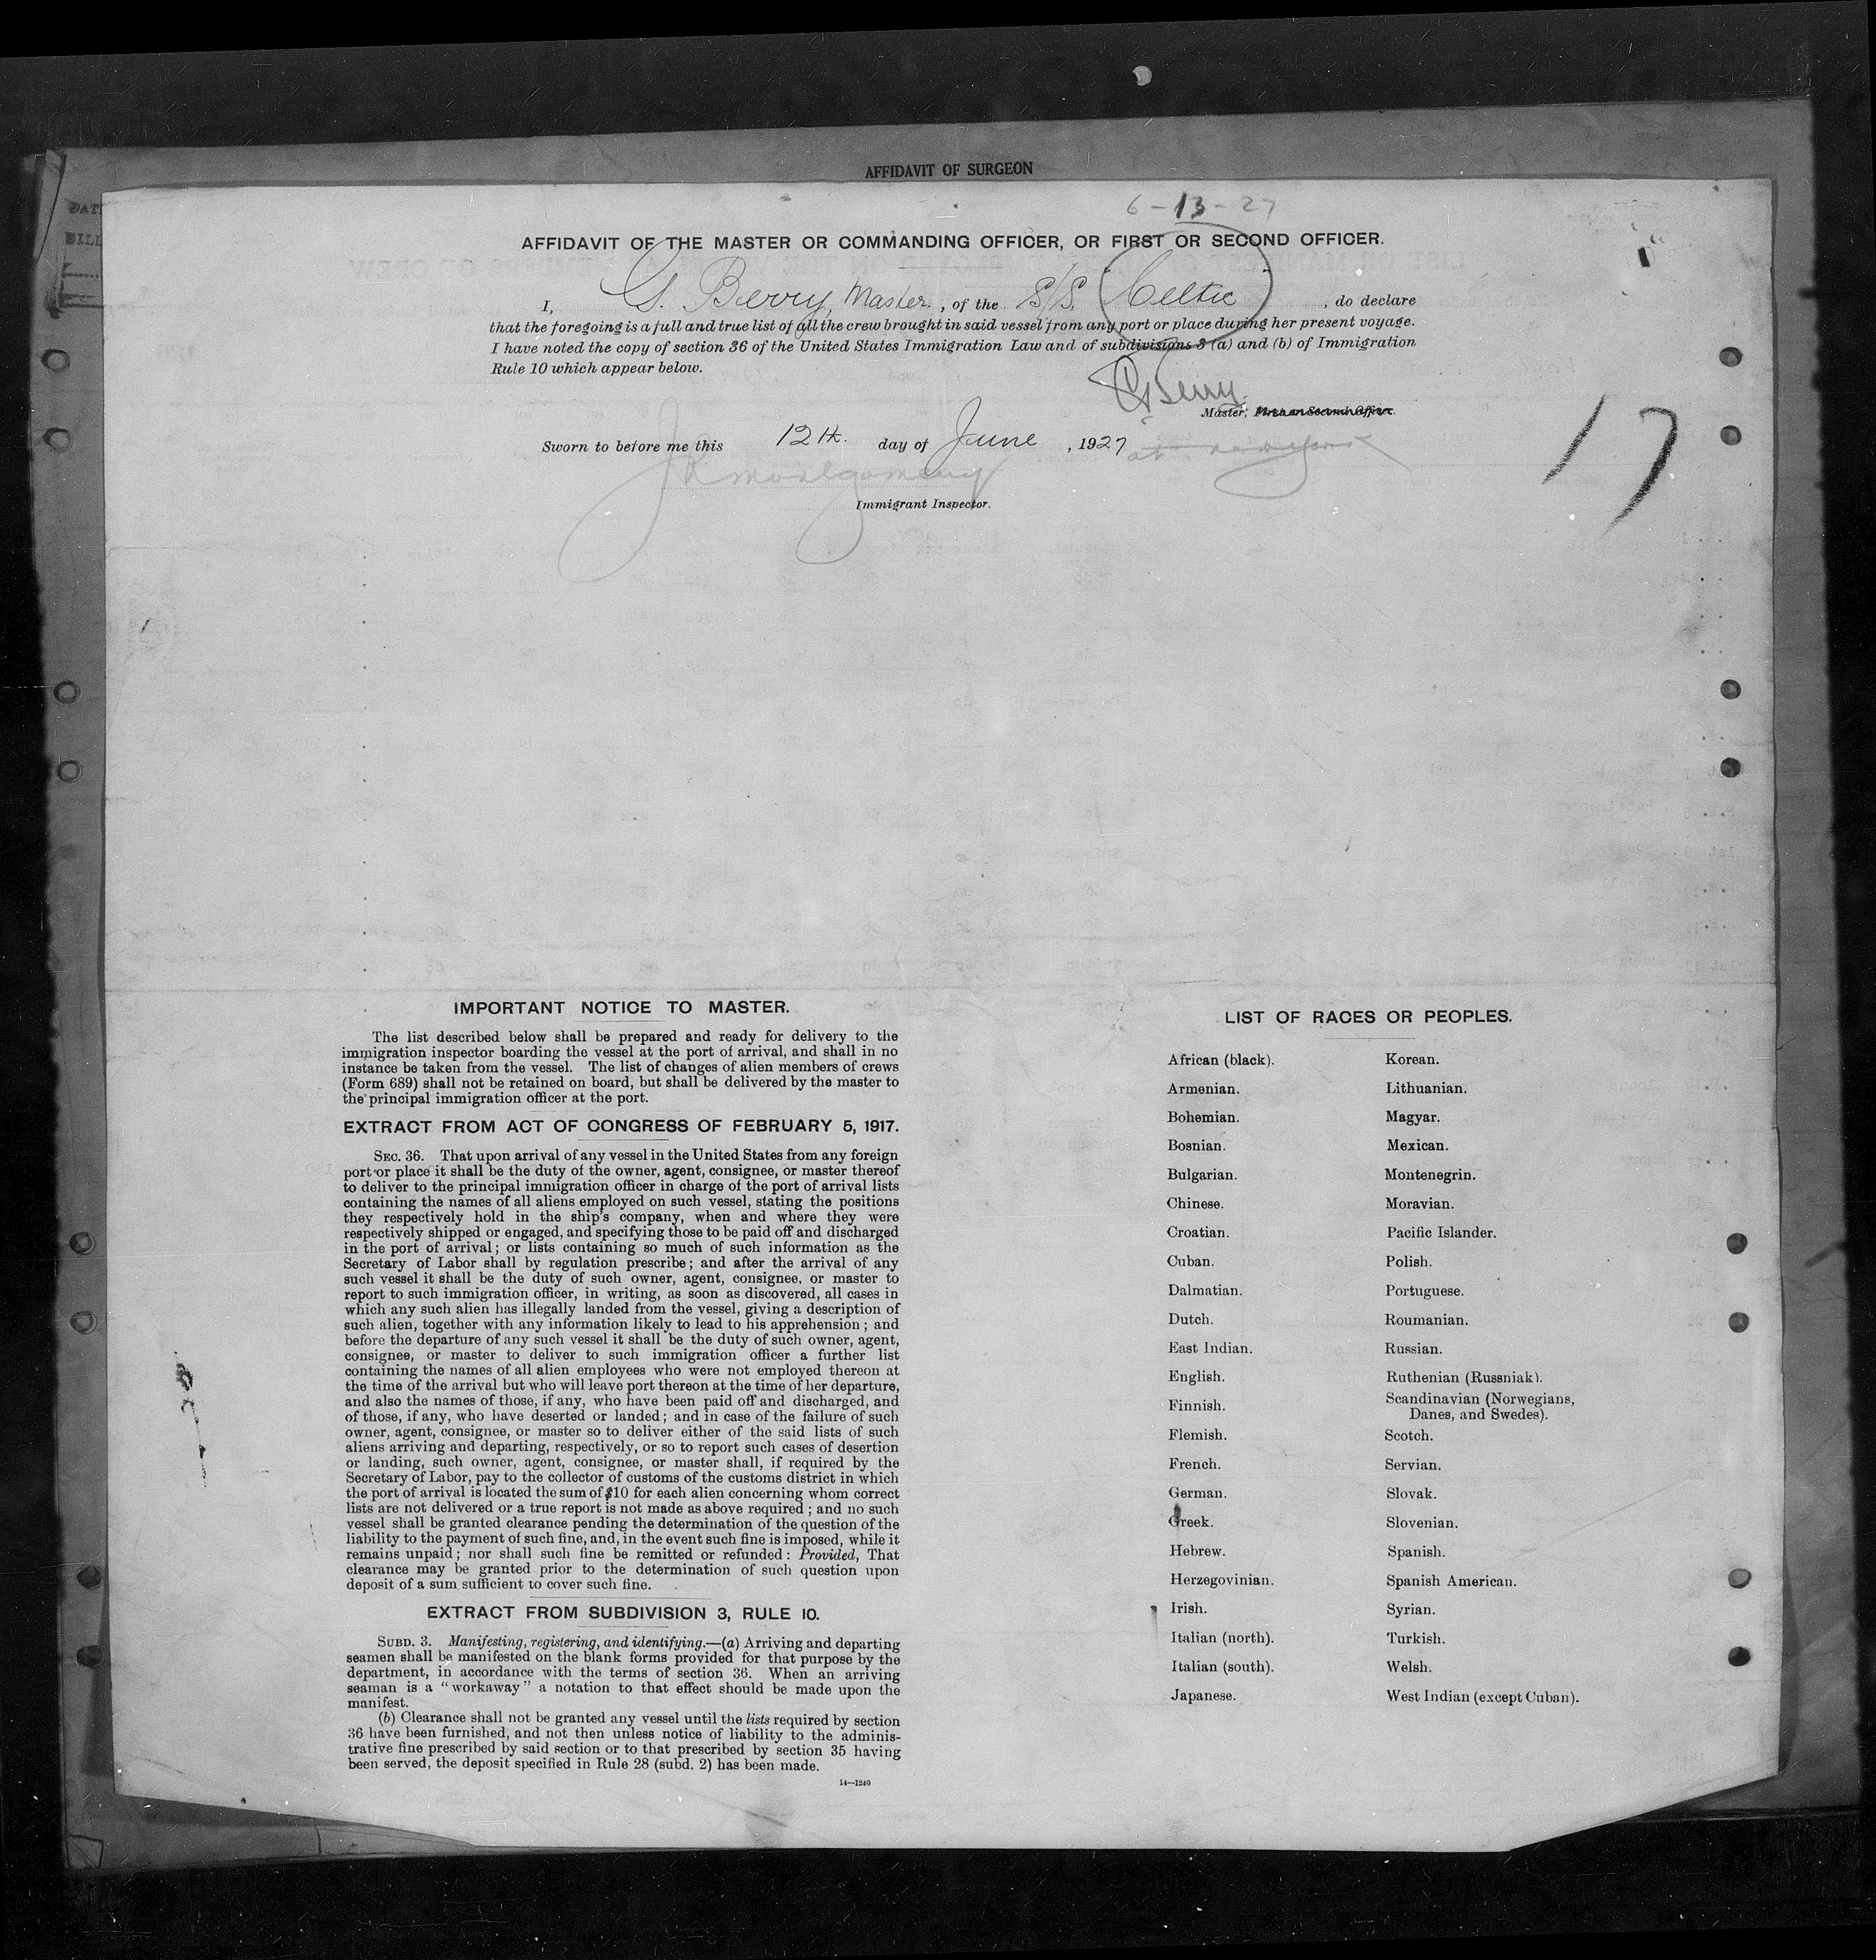 AFFIDAVIT OF SURGEON
6-13-27
AFFIDAVIT OF THE MASTER OR COMMANDING OFFICER, OR FIRST OR SECOND OFFICER.
I, G. Berry, Master, of the S/S. "Celtic", do declare
that the foregoing is a full and true list of all the crew brought in said vessel from any port or place during her present voyage.
I have noted the copy of section 36 of the United States Immigration Law and of subdivisions 3 (a) and (b) of Immigration
Rule 10 which appear below.
G Berry
Master, First or Second Officer.
17
Sworn to before me this 12th. day of June, 1927 at New York
Montgomery
Immigrant Inspector.
IMPORTANT NOTICE TO MASTER.
The list described below shall be prepared and ready for delivery to the
immigration inspector boarding the vessel at the port of arrival, and shall in no
instance be taken from the vessel. The list of changes of alien members of crews
(Form 689) shall not be retained on board, but shall be delivered by the master to
the principal immigration officer at the port.
EXTRACT FROM ACT OF CONGRESS OF FEBRUARY 5, 1917.
SEC. 36. That upon arrival of any vessel in the United States from any foreign
port or place it shall be the duty of the owner, agent, consignee, or master thereof
to deliver to the principal immigration officer in charge of the port of arrival lists
containing the names of all aliens employed on such vessel, stating the positions
they respectively hold in the ship's company, when and where they were
respectively shipped or engaged, and specifying those to be paid off and discharged
in the port of arrival; or lists containing so much of such information as the
Secretary of Labor shall by regulation prescribe; and after the arrival of any
such vessel it shall be the duty of such owner, agent, consignee, or master to
report to such immigration officer, in writing, as soon as discovered, all cases in
which any such alien has illegally landed from the vessel, giving a description of
such alien, together with any information likely to lead to his apprehension; and
before the departure of any such vessel it shall be the duty of such owner, agent,
consignee, or master to deliver to such immigration officer a further list
containing the names of all alien employees who were not employed thereon at
the time of the arrival but who will leave port thereon at the time of her departure,
and also the names of those, if any, who have been paid off and discharged, and
of those, if any, who have deserted or landed; and in case of the failure of such
owner, agent, consignee, or master so to deliver either of the said lists of such
aliens arriving and departing, respectively, or so to report such cases of desertion
or landing, such owner, agent, consignee, or master shall, if required by the
Secretary of Labor, pay to the collector of customs of the customs district in which
the port of arrival is located the sum of $10 for each alien concerning whom correct
lists are not delivered or a true report is not made as above required; and no such
vessel shall be granted clearance pending the determination of the question of the
liability to the payment of such fine, and, in the event such fine is imposed, while it
remains unpaid; nor shall such fine be remitted or refunded: Provided, That
clearance may be granted prior to the determination of such question upon
deposit of a sum sufficient to cover such fine.
EXTRACT FROM SUBDIVISION 3, RULE 10.
SUBD. 3. Manifesting, registering, and identifying.—(a) Arriving and departing
seamen shall be manifested on the blank forms provided for that purpose by the
department, in accordance with the terms of section 36. When an arriving
seaman is a "workaway" a notation to that effect should be made upon the
manifest.
(b) Clearance shall not be granted any vessel until the lists required by section
36 have been furnished, and not then unless notice of liability to the adminis-
trative fine prescribed by said section or to that prescribed by section 35 having
been served, the deposit specified in Rule 28 (subd. 2) has been made.
14—1240
LIST OF RACES OR PEOPLES.
African (black).
Armenian.
Bohemian.
Bosnian.
Bulgarian.
Chinese.
Croatian.
Cuban.
Dalmatian.
Dutch.
East Indian.
English.
Finnish.
Flemish.
French.
German.
Greek.
Hebrew.
Herzegovinian.
Irish.
Italian (north).
Italian (south).
Japanese.
Korean.
Lithuanian.
Magyar.
Mexican.
Montenegrin.
Moravian.
Pacific Islander.
Polish.
Portuguese.
Roumanian.
Russian.
Ruthenian (Russniak).
Scandinavian (Norwegians,
Danes, and Swedes).
Scotch.
Servian.
Slovak.
Slovenian.
Spanish.
Spanish American.
Syrian.
Turkish.
Welsh.
West Indian (except Cuban).